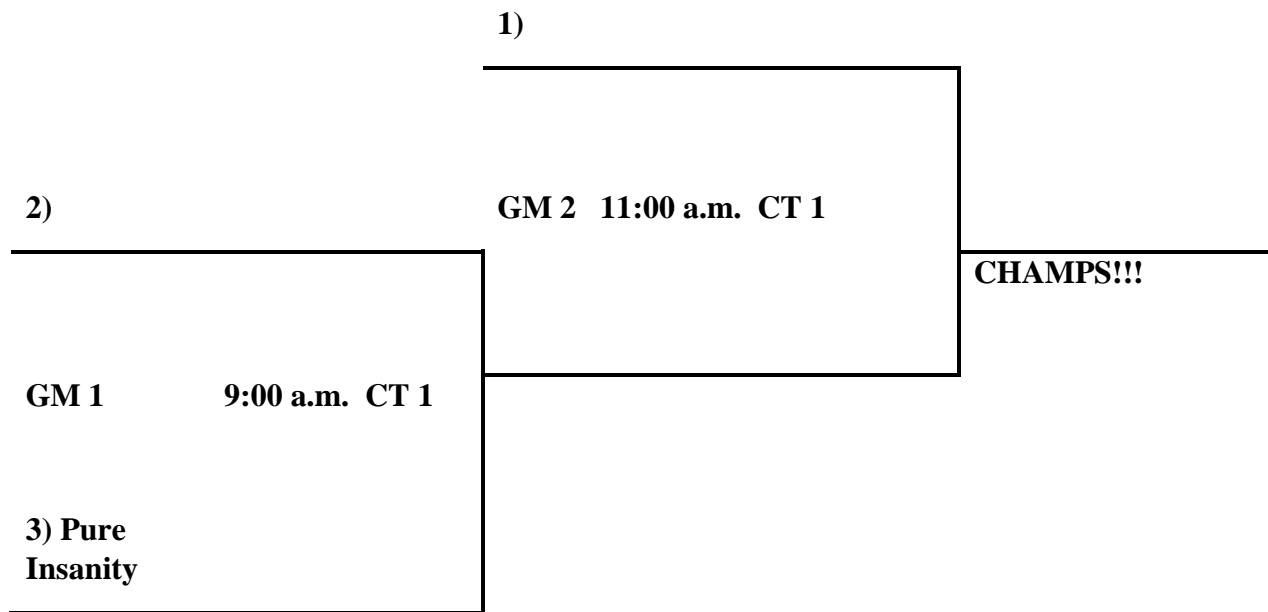 1)
2)
GM 2 11:00 a.m. CT 1
CHAMPS!!!
GM 1 9:00 a.m. CT 1
3) Pure
Insanity